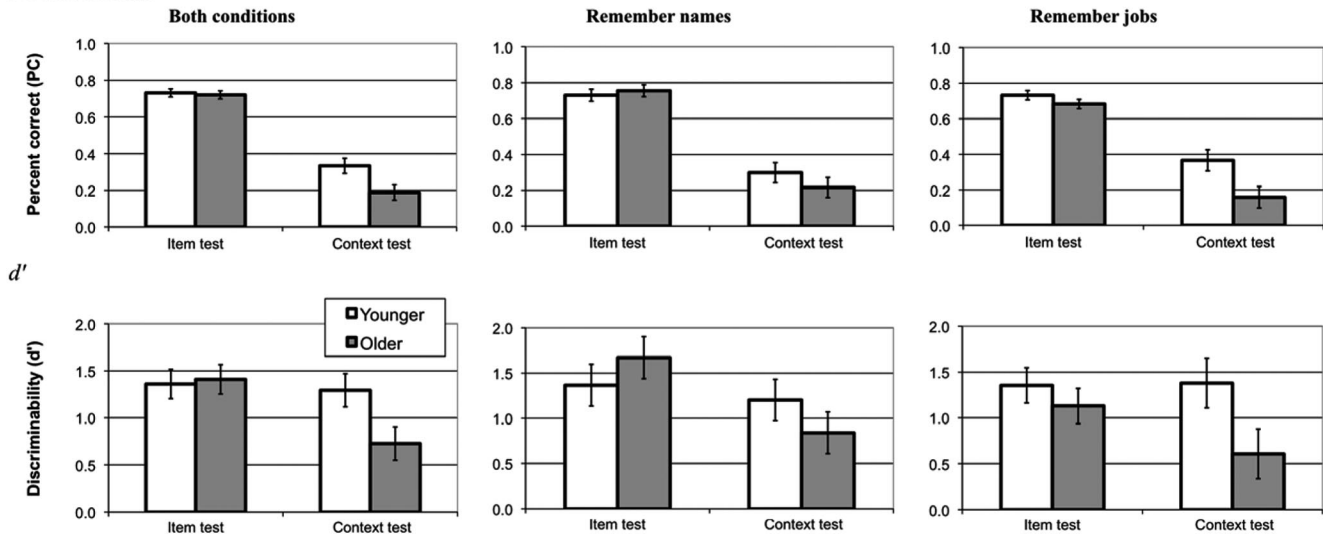 Both conditions
Remember names
Remember jobs
Percent correct (PC)
1.0
0.8
0.6
0.4
0.2
0.0
Item test
Context test
1.0
0.8
0.6
0.4
0.2
0.0
Item test
Context test
1.0
0.8
0.6
0.4
0.2
0.0
Item test
Context test
d'
Discriminability (d')
2.0
1.5
1.0
0.5
0.0
Younger
Older
Item test
Context test
2.0
1.5
1.0
0.5
0.0
Item test
Context test
2.0
1.5
1.0
0.5
0.0
Item test
Context test